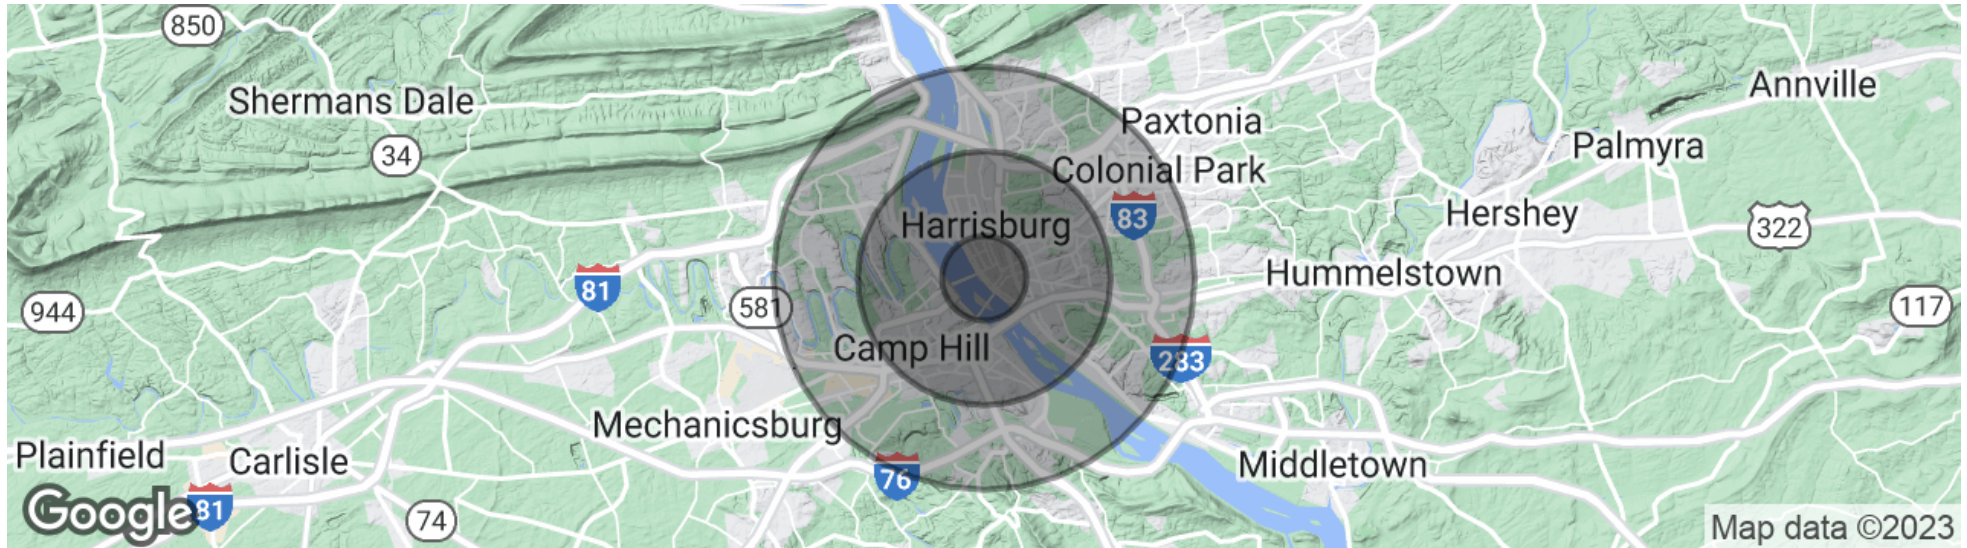 850
Shermans Dale
34
Paxtonia
Colonial Park
Annville
Palmyra
Harrisburg
83
Hershey
322
Hummelstown
81
944
581
117
Camp Hill
283
Mechanicsburg
Plainfield
Carlisle
76
Middletown
Google
81
74
Map data ©2023